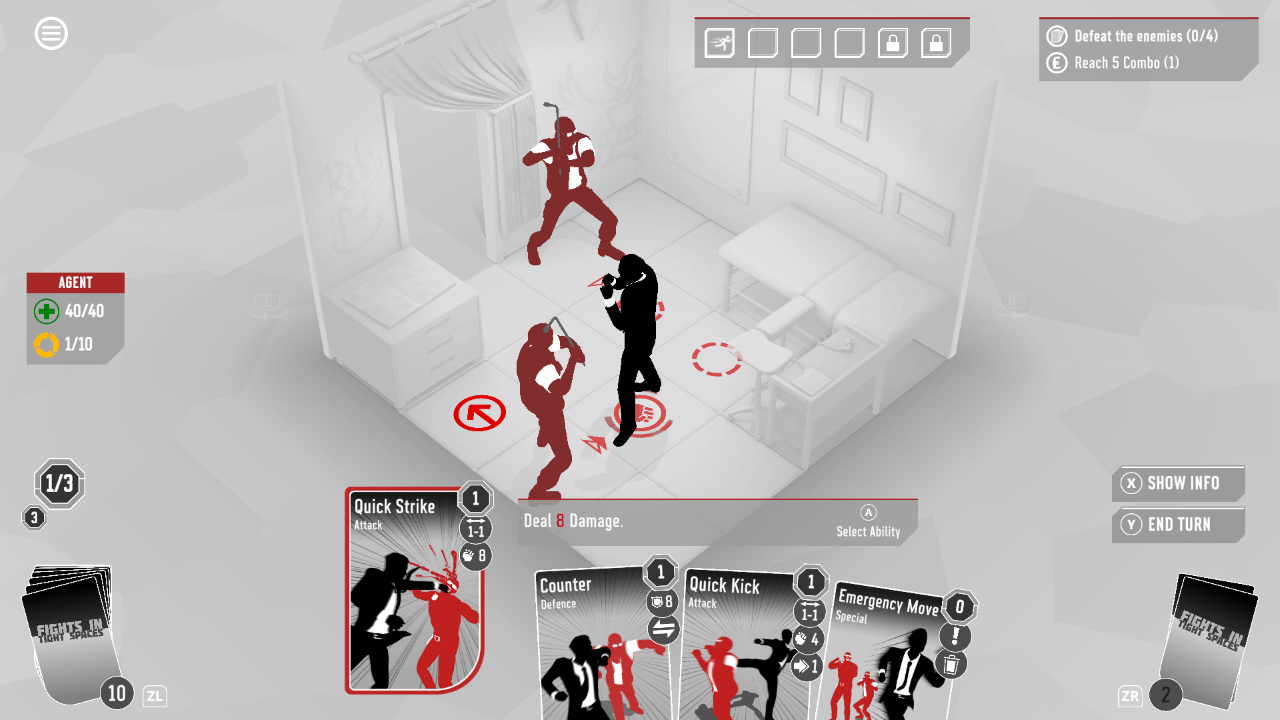 Defeat the enemies (0/4)
Reach 5 Combo (1)
AGENT
40/40
1/10
1/3
3
X SHOW INFO
Y END TURN
Quick Strike
Attack
1
1-1
8
Deal 8 Damage.
A
Select Ability
Counter
Defence
1
8
Quick Kick
Attack
1
1-1
4
1
Emergency Move
Special
0
FIGHTS IN
TIGHT SPACES
10
ZL
FIGHTS IN
TIGHT SPACES
ZR
2